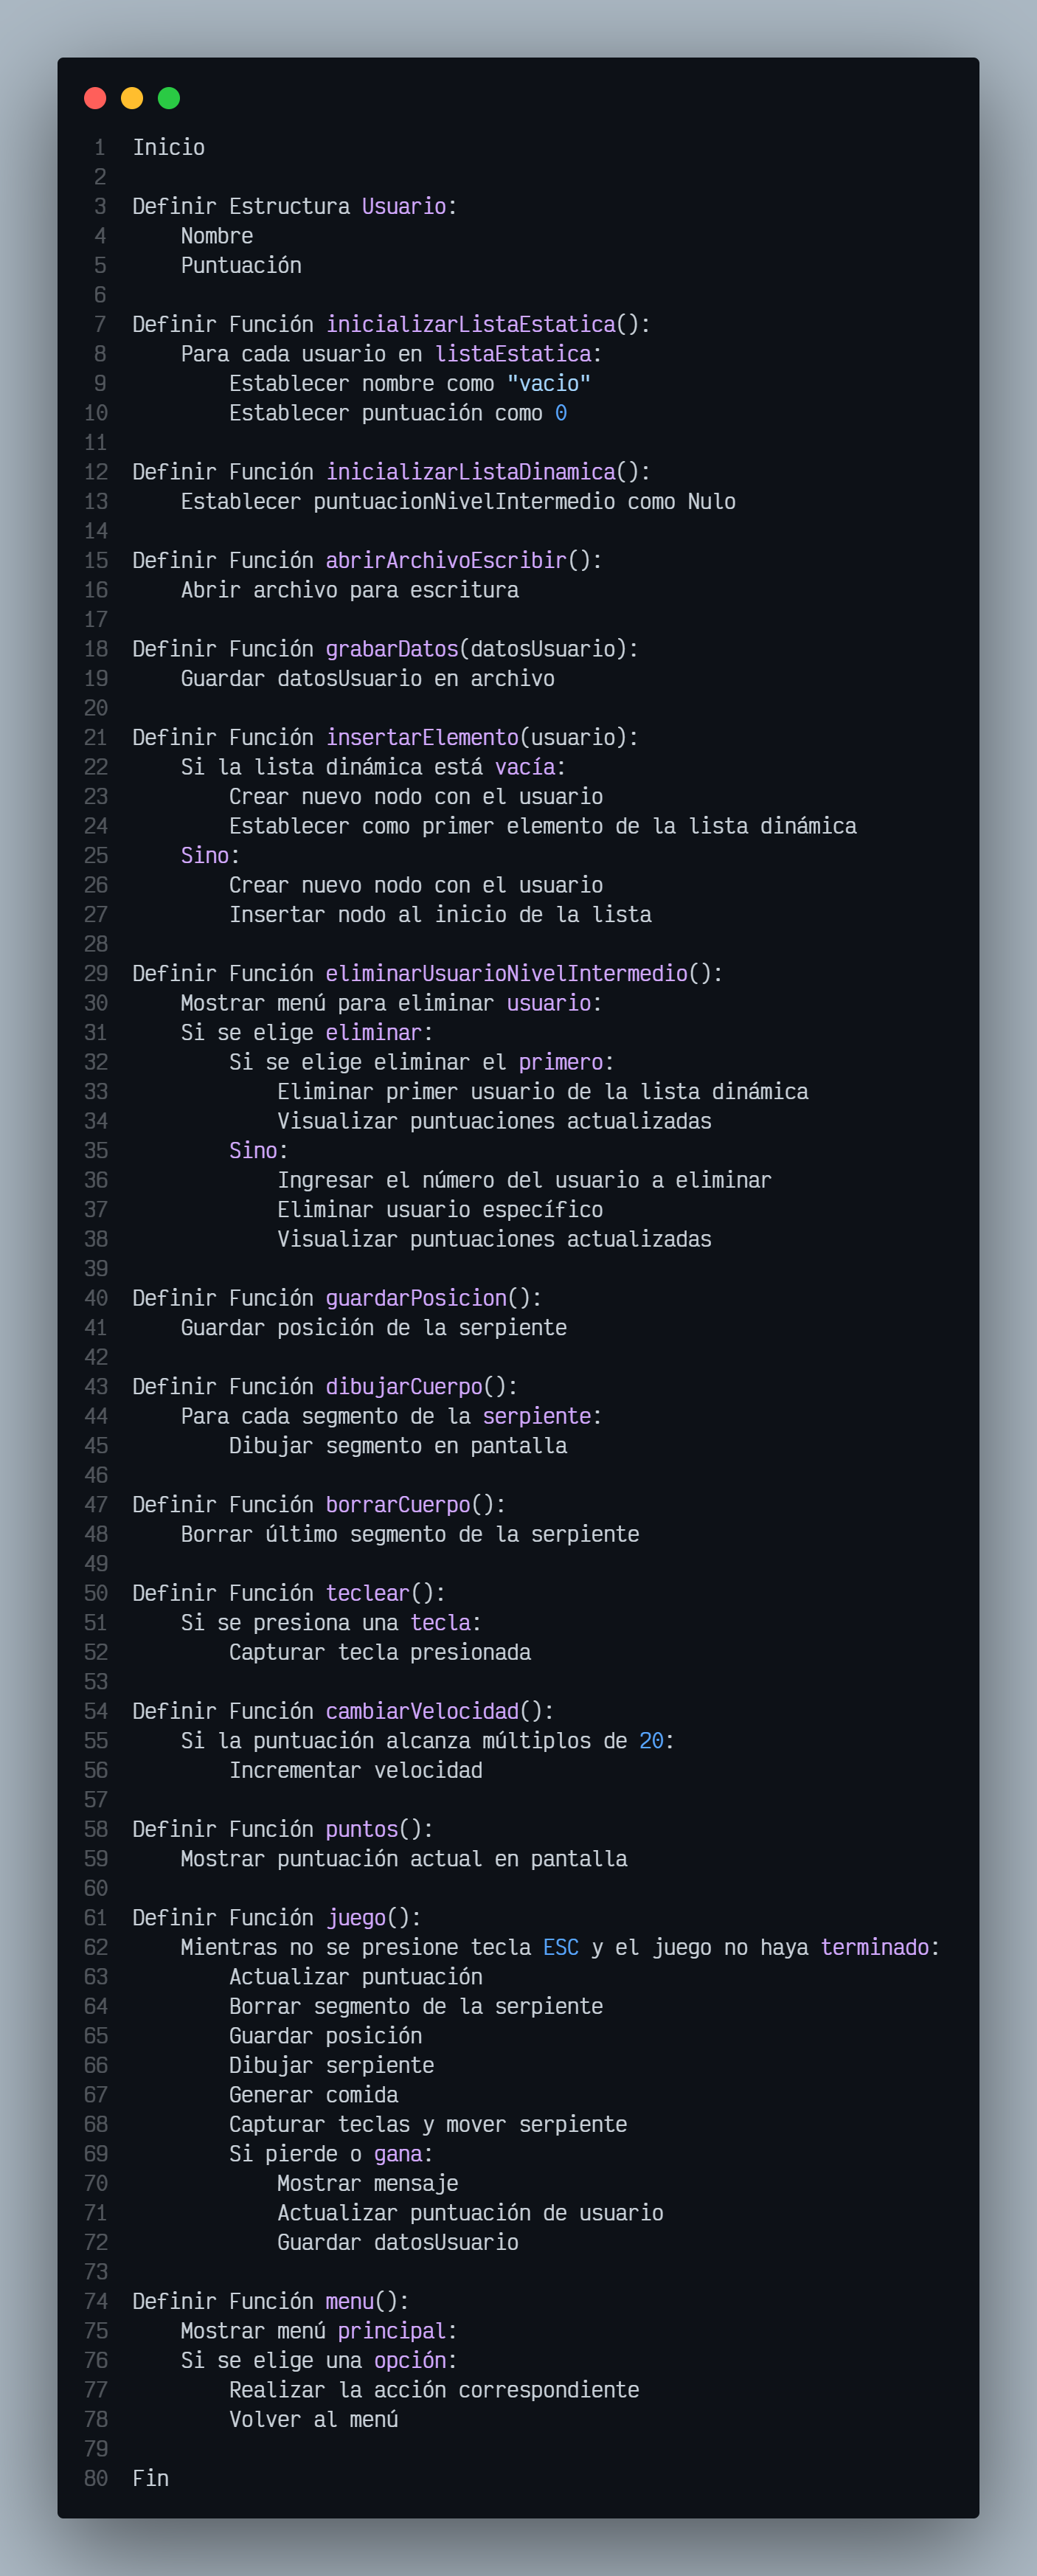 1 Inicio
2
3 Definir Estructura Usuario:
4     Nombre
5     Puntuación
6
7 Definir Función inicializarListaEstatica():
8     Para cada usuario en listaEstatica:
9         Establecer nombre como "vacio"
10         Establecer puntuación como 0
11
12 Definir Función inicializarListaDinamica():
13     Establecer puntuacionNivelIntermedio como Nulo
14
15 Definir Función abrirArchivoEscribir():
16     Abrir archivo para escritura
17
18 Definir Función grabarDatos(datosUsuario):
19     Guardar datosUsuario en archivo
20
21 Definir Función insertarElemento(usuario):
22     Si la lista dinámica está vacía:
23         Crear nuevo nodo con el usuario
24         Establecer como primer elemento de la lista dinámica
25     Sino:
26         Crear nuevo nodo con el usuario
27         Insertar nodo al inicio de la lista
28
29 Definir Función eliminarUsuarioNivelIntermedio():
30     Mostrar menú para eliminar usuario:
31     Si se elige eliminar:
32         Si se elige eliminar el primero:
33             Eliminar primer usuario de la lista dinámica
34             Visualizar puntuaciones actualizadas
35         Sino:
36             Ingresar el número del usuario a eliminar
37             Eliminar usuario específico
38             Visualizar puntuaciones actualizadas
39
40 Definir Función guardarPosicion():
41     Guardar posición de la serpiente
42
43 Definir Función dibujarCuerpo():
44     Para cada segmento de la serpiente:
45         Dibujar segmento en pantalla
46
47 Definir Función borrarCuerpo():
48     Borrar último segmento de la serpiente
49
50 Definir Función teclear():
51     Si se presiona una tecla:
52         Capturar tecla presionada
53
54 Definir Función cambiarVelocidad():
55     Si la puntuación alcanza múltiplos de 20:
56         Incrementar velocidad
57
58 Definir Función puntos():
59     Mostrar puntuación actual en pantalla
60
61 Definir Función juego():
62     Mientras no se presione tecla ESC y el juego no haya terminado:
63         Actualizar puntuación
64         Borrar segmento de la serpiente
65         Guardar posición
66         Dibujar serpiente
67         Generar comida
68         Capturar teclas y mover serpiente
69         Si pierde o gana:
70             Mostrar mensaje
71             Actualizar puntuación de usuario
72             Guardar datosUsuario
73
74 Definir Función menu():
75     Mostrar menú principal:
76     Si se elige una opción:
77         Realizar la acción correspondiente
78         Volver al menú
79
80 Fin